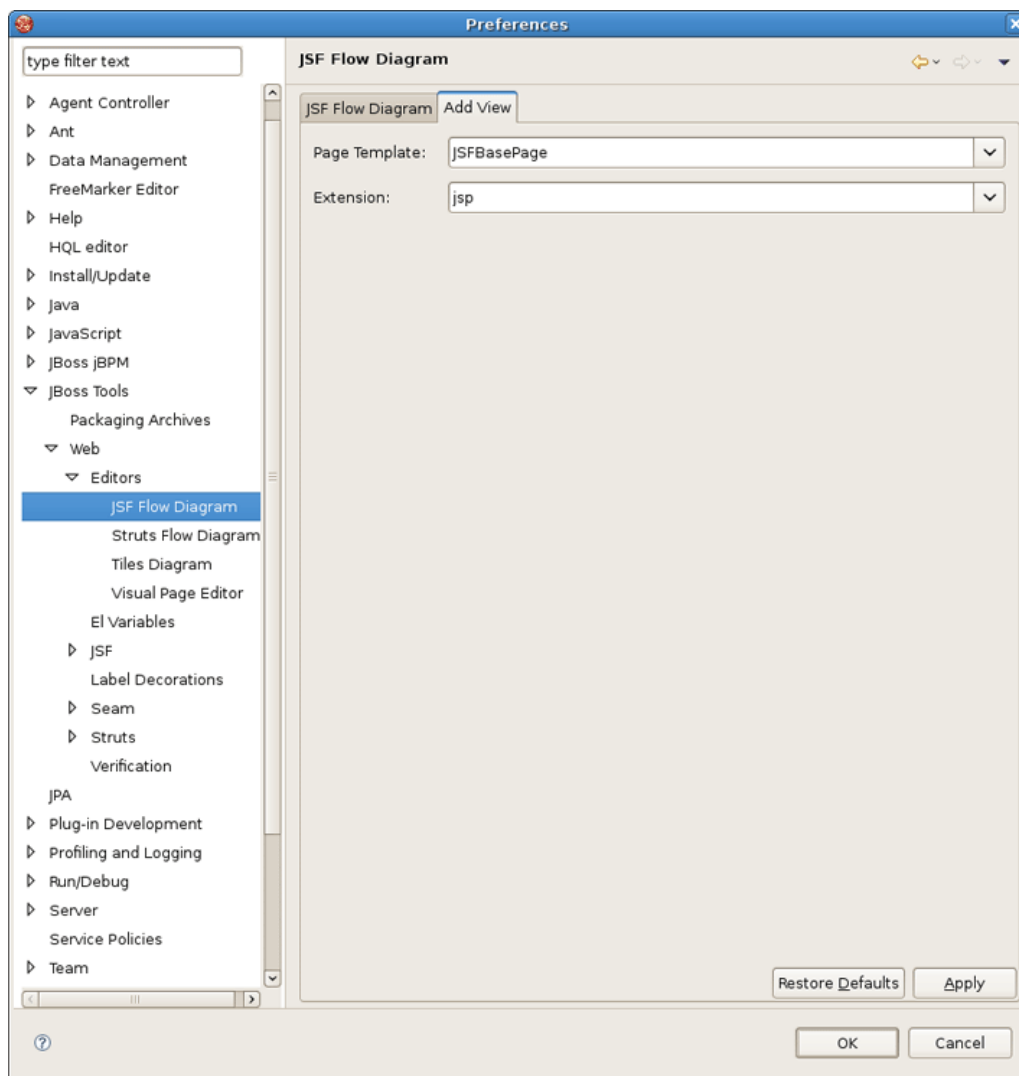 Preferences
type filter text
Agent Controller
Ant
Data Management
FreeMarker Editor
Help
HQL editor
Install/Update
Java
JavaScript
JBoss jBPM
JBoss Tools
Packaging Archives
Web
Editors
JSF Flow Diagram
Struts Flow Diagram
Tiles Diagram
Visual Page Editor
El Variables
JSF
Label Decorations
Seam
Struts
Verification
JPA
Plug-in Development
Profiling and Logging
Run/Debug
Server
Service Policies
Team
JSF Flow Diagram
JSF Flow Diagram Add View
Page Template: JSFBasePage
Extension: jsp
Restore Defaults Apply
OK Cancel